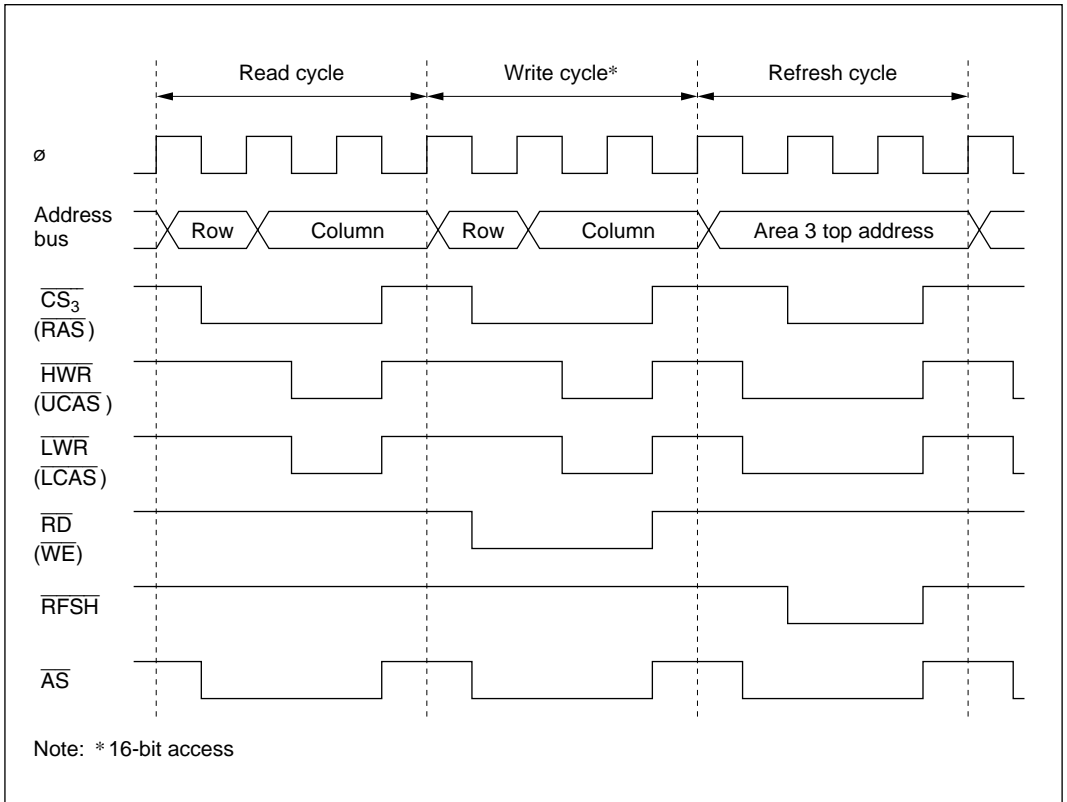 Read cycle Write cycle* Refresh cycle
ø
Address
bus
Row Column Row Column Area 3 top address
CS3
(RAS)
HWR
(UCAS)
LWR
(LCAS)
RD
(WE)
RFSH
AS
Note: * 16-bit access